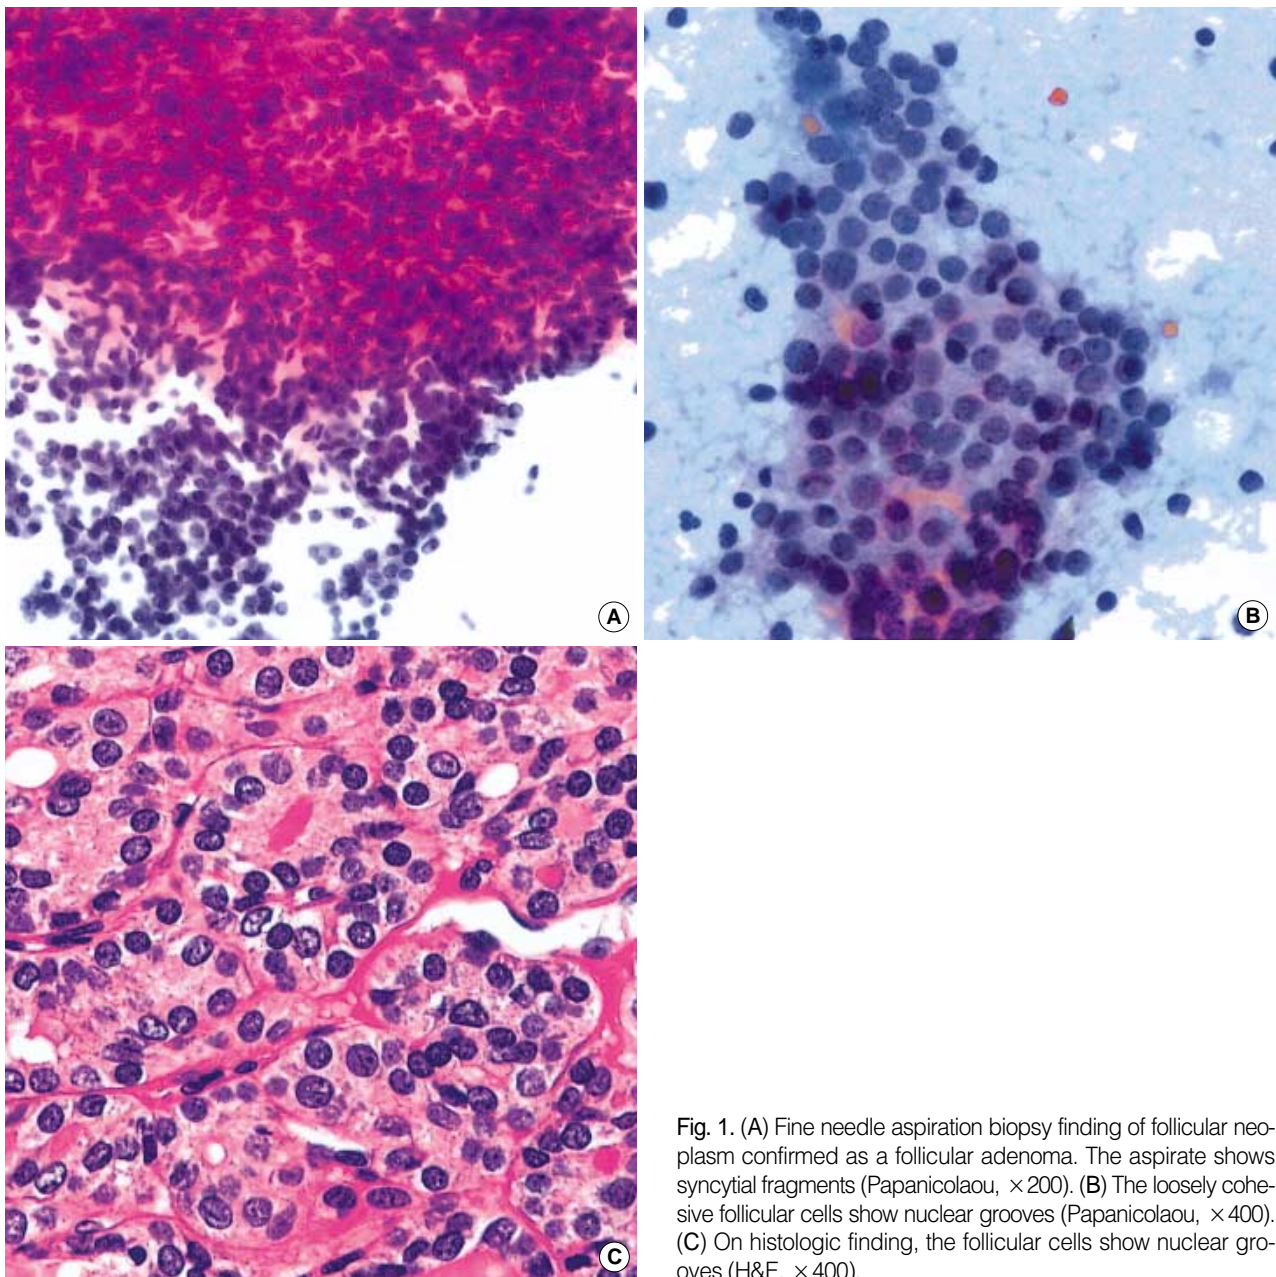 A
B
C
Fig. 1. (A) Fine needle aspiration biopsy finding of follicular neo-
plasm confirmed as a follicular adenoma. The aspirate shows
syncytial fragments (Papanicolaou, ×200). (B) The loosely cohe-
sive follicular cells show nuclear grooves (Papanicolaou, ×400).
(C) On histologic finding, the follicular cells show nuclear gro-
oves (H&E, ×400).